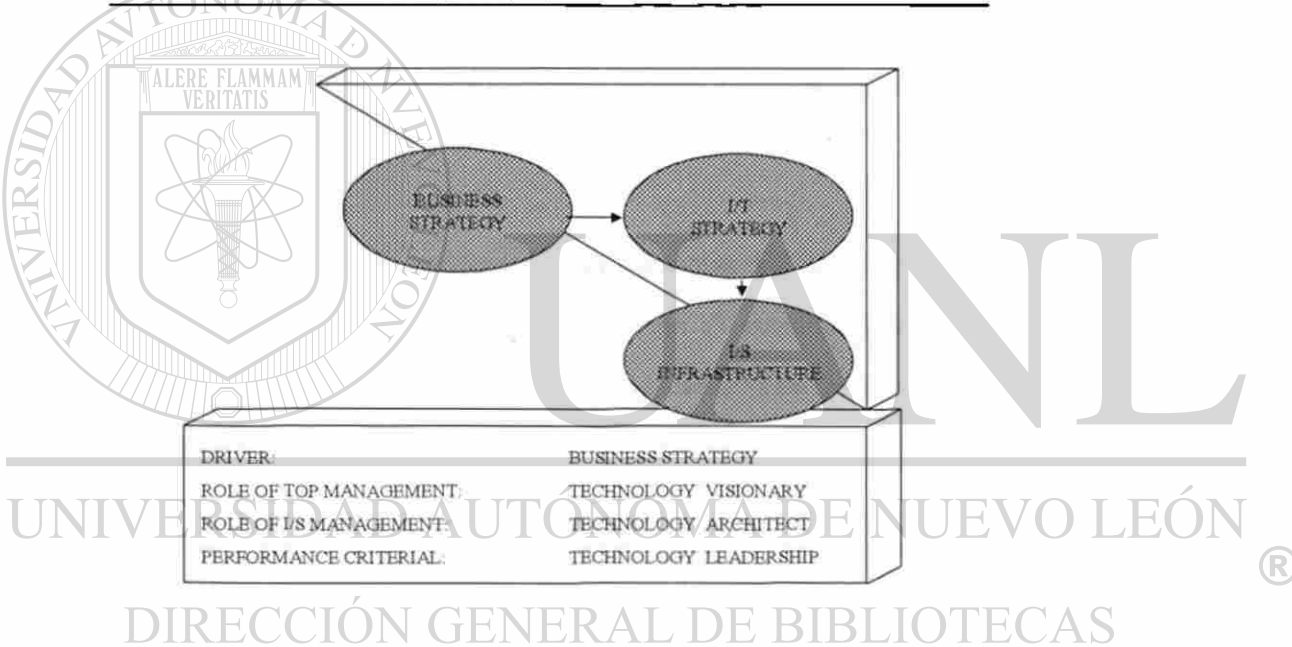 ALERE FLAMMAM
VERITATIS
BUSINESS
STRATEGY
I/T
STRATEGY
I/S
INFRASTRUCTURE
UANL
DRIVER: BUSINESS STRATEGY
ROLE OF TOP MANAGEMENT: TECHNOLOGY VISIONARY
ROLE OF I/S MANAGEMENT: TECHNOLOGY ARCHITECT
PERFORMANCE CRITERIAL: TECHNOLOGY LEADERSHIP
UNIVERSIDAD AUTÓNOMA DE NUEVO LEÓN
®
DIRECCIÓN GENERAL DE BIBLIOTECAS